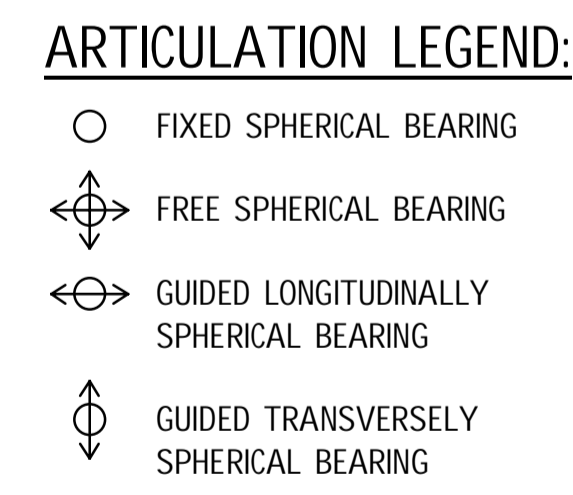 ARTICULATION LEGEND:
FIXED SPHERICAL BEARING
FREE SPHERICAL BEARING
GUIDED LONGITUDINALLY
SPHERICAL BEARING
GUIDED TRANSVERSELY
SPHERICAL BEARING